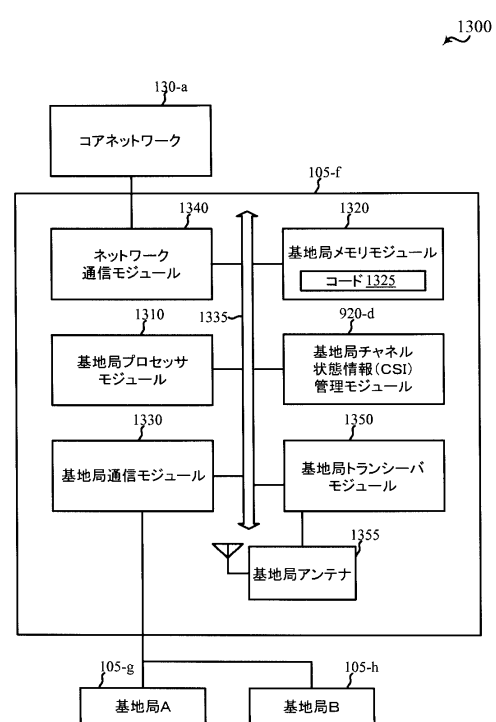 1300
130-a
コアネットワーク
105-f
1340
ネットワーク
通信モジュール
1320
基地局メモリモジュール
コード 1325
1335
1310
基地局プロセッサ
モジュール
920-d
基地局チャネル
状態情報(CSI)
管理モジュール
1330
基地局通信モジュール
1350
基地局トランシーバ
モジュール
1355
基地局アンテナ
105-g
基地局A
105-h
基地局B